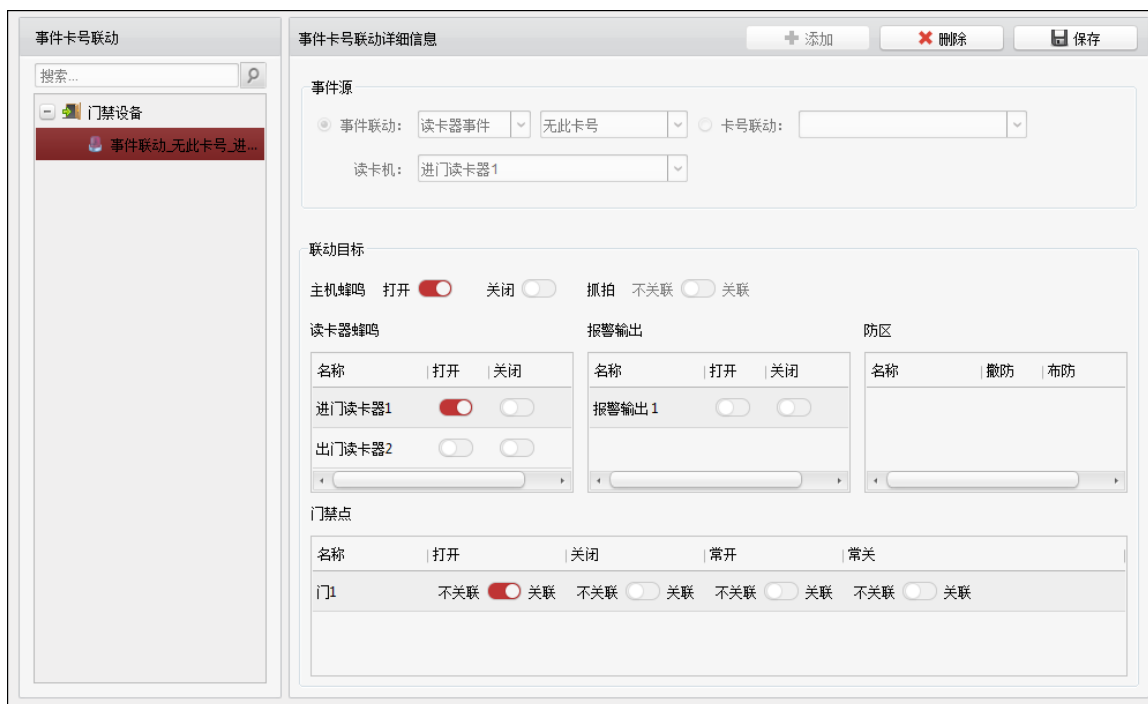 事件卡号联动
搜索...
门禁设备
事件联动_无此卡号_进...
事件卡号联动详细信息 添加 删除 保存
事件源
事件联动: 读卡器事件 无此卡号 卡号联动:
读卡机: 进门读卡器1
联动目标
主机蜂鸣 打开 关闭 抓拍 不关联 关联
读卡器蜂鸣 报警输出 防区
名称 打开 关闭 名称 打开 关闭 名称 撤防 布防
进门读卡器1 报警输出1
出门读卡器2
门禁点
名称 打开 关闭 常开 常关
门1 不关联 关联 不关联 关联 不关联 关联 不关联 关联